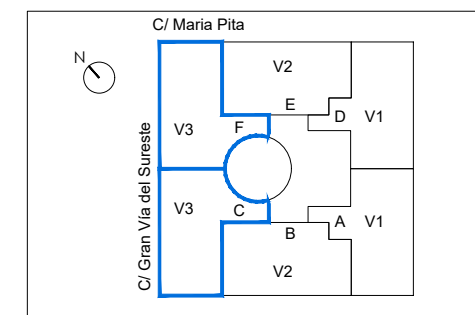 C/ Maria Pita
N
V2
E
D
V1
F
V3
C/ Gran Vía del Sureste
V3
C
A
V1
B
V2